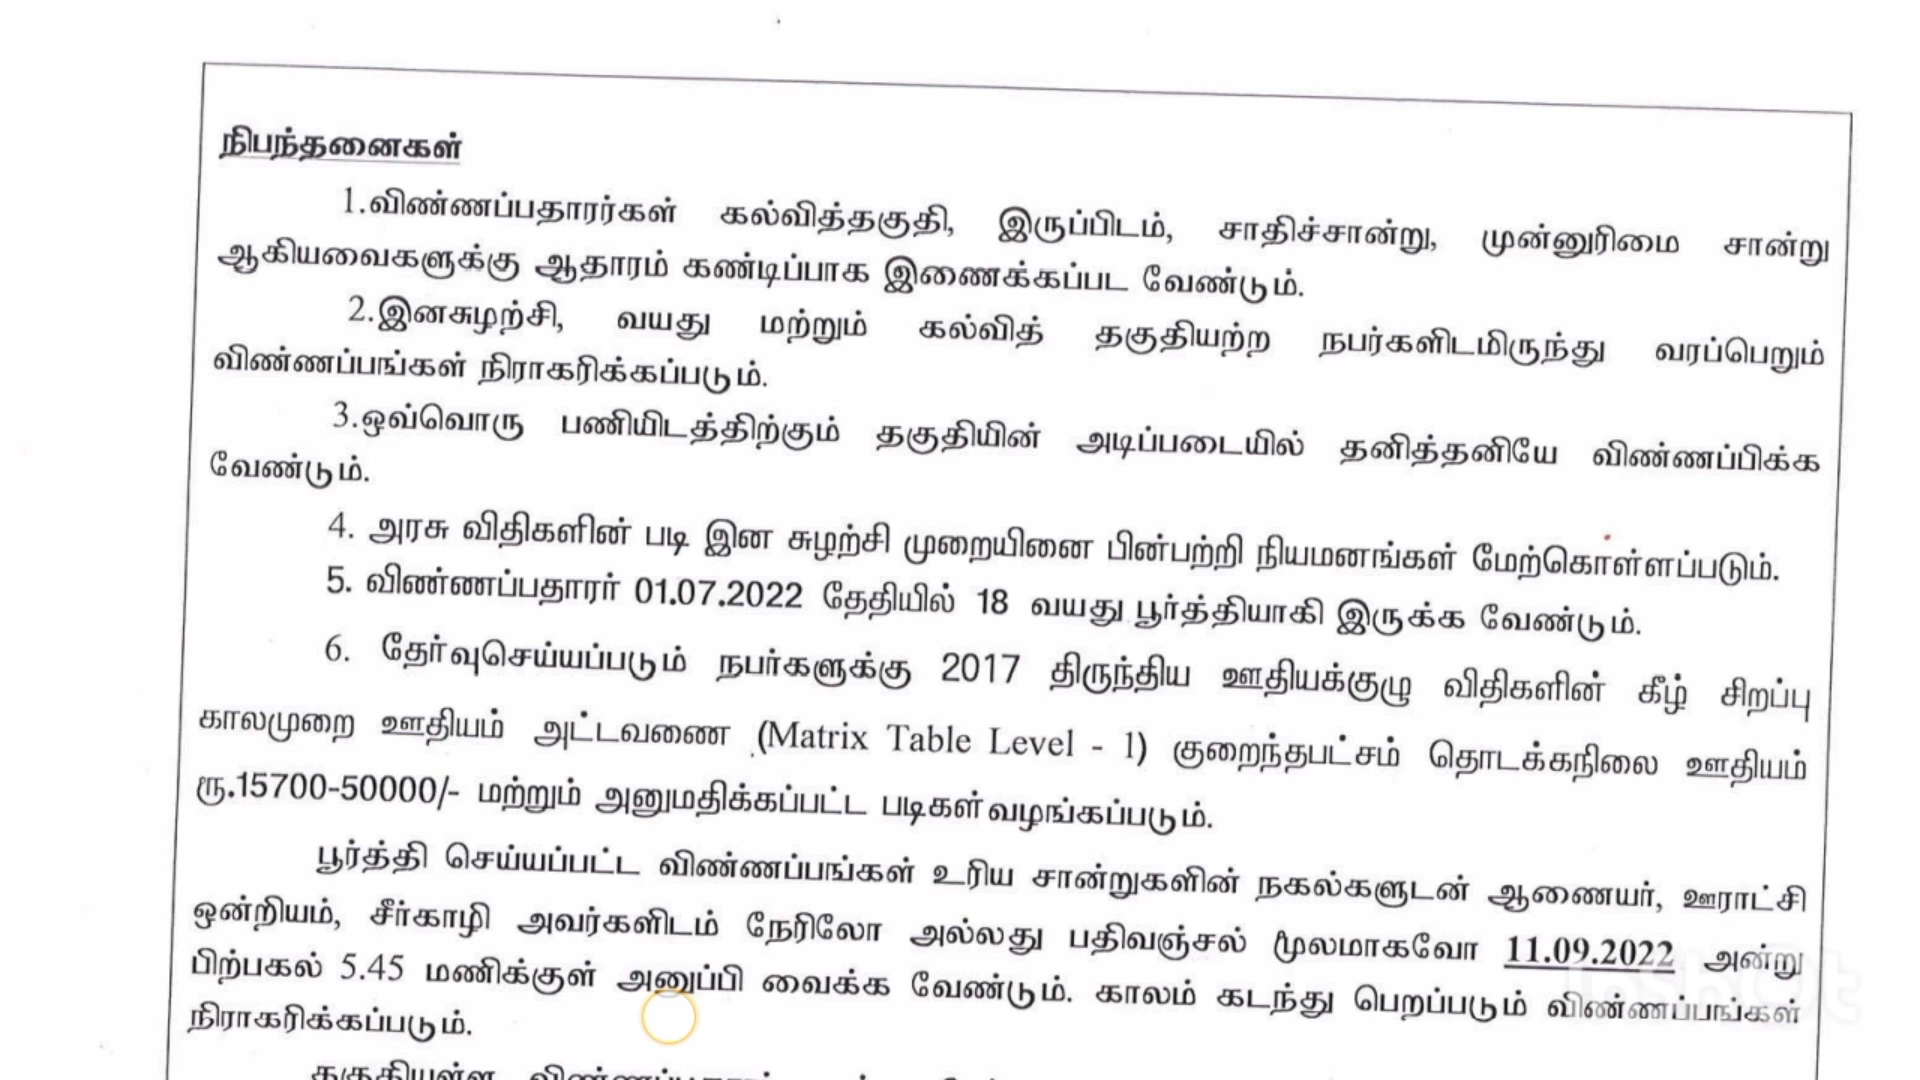 நிபந்தனைகள்
1.விண்ணப்பதாரர்கள் கல்வித்தகுதி, இருப்பிடம், சாதிச்சான்று, முன்னுரிமை சான்று
ஆகியவைகளுக்கு ஆதாரம் கண்டிப்பாக இணைக்கப்பட வேண்டும்.
2.இனசுழற்சி, வயது மற்றும் கல்வித் தகுதியற்ற நபர்களிடமிருந்து வரப்பெறும்
விண்ணப்பங்கள் நிராகரிக்கப்படும்.
3.ஒவ்வொரு பணியிடத்திற்கும் தகுதியின் அடிப்படையில் தனித்தனியே விண்ணப்பிக்க
வேண்டும்.
4. அரசு விதிகளின் படி இன சுழற்சி முறையினை பின்பற்றி நியமனங்கள் மேற்கொள்ளப்படும்.
5. விண்ணப்பதாரர் 01.07.2022 தேதியில் 18 வயது பூர்த்தியாகி இருக்க வேண்டும்.
6. தேர்வுசெய்யப்படும் நபர்களுக்கு 2017 திருந்திய ஊதியக்குழு விதிகளின் கீழ் சிறப்பு
காலமுறை ஊதியம் அட்டவணை (Matrix Table Level - 1) குறைந்தபட்சம் தொடக்கநிலை ஊதியம்
ரூ.15700-50000/- மற்றும் அனுமதிக்கப்பட்ட படிகள் வழங்கப்படும்.
பூர்த்தி செய்யப்பட்ட விண்ணப்பங்கள் உரிய சான்றுகளின் நகல்களுடன் ஆணையர், ஊராட்சி
ஒன்றியம், சீர்காழி அவர்களிடம் நேரிலோ அல்லது பதிவஞ்சல் மூலமாகவோ 11.09.2022 அன்று
பிற்பகல் 5.45 மணிக்குள் அனுப்பி வைக்க வேண்டும். காலம் கடந்து பெறப்படும் விண்ணப்பங்கள்
நிராகரிக்கப்படும்.
InShOt